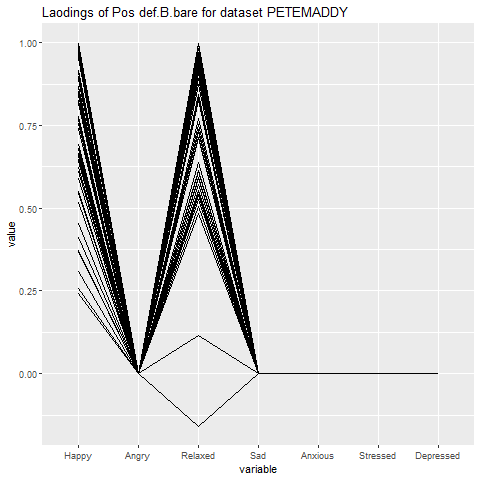 Laodings of Pos def.B.bare for dataset PETEMADDY
1.00
0.75
0.50
0.25
0.00
value
Happy Angry Relaxed Sad Anxious Stressed Depressed
variable